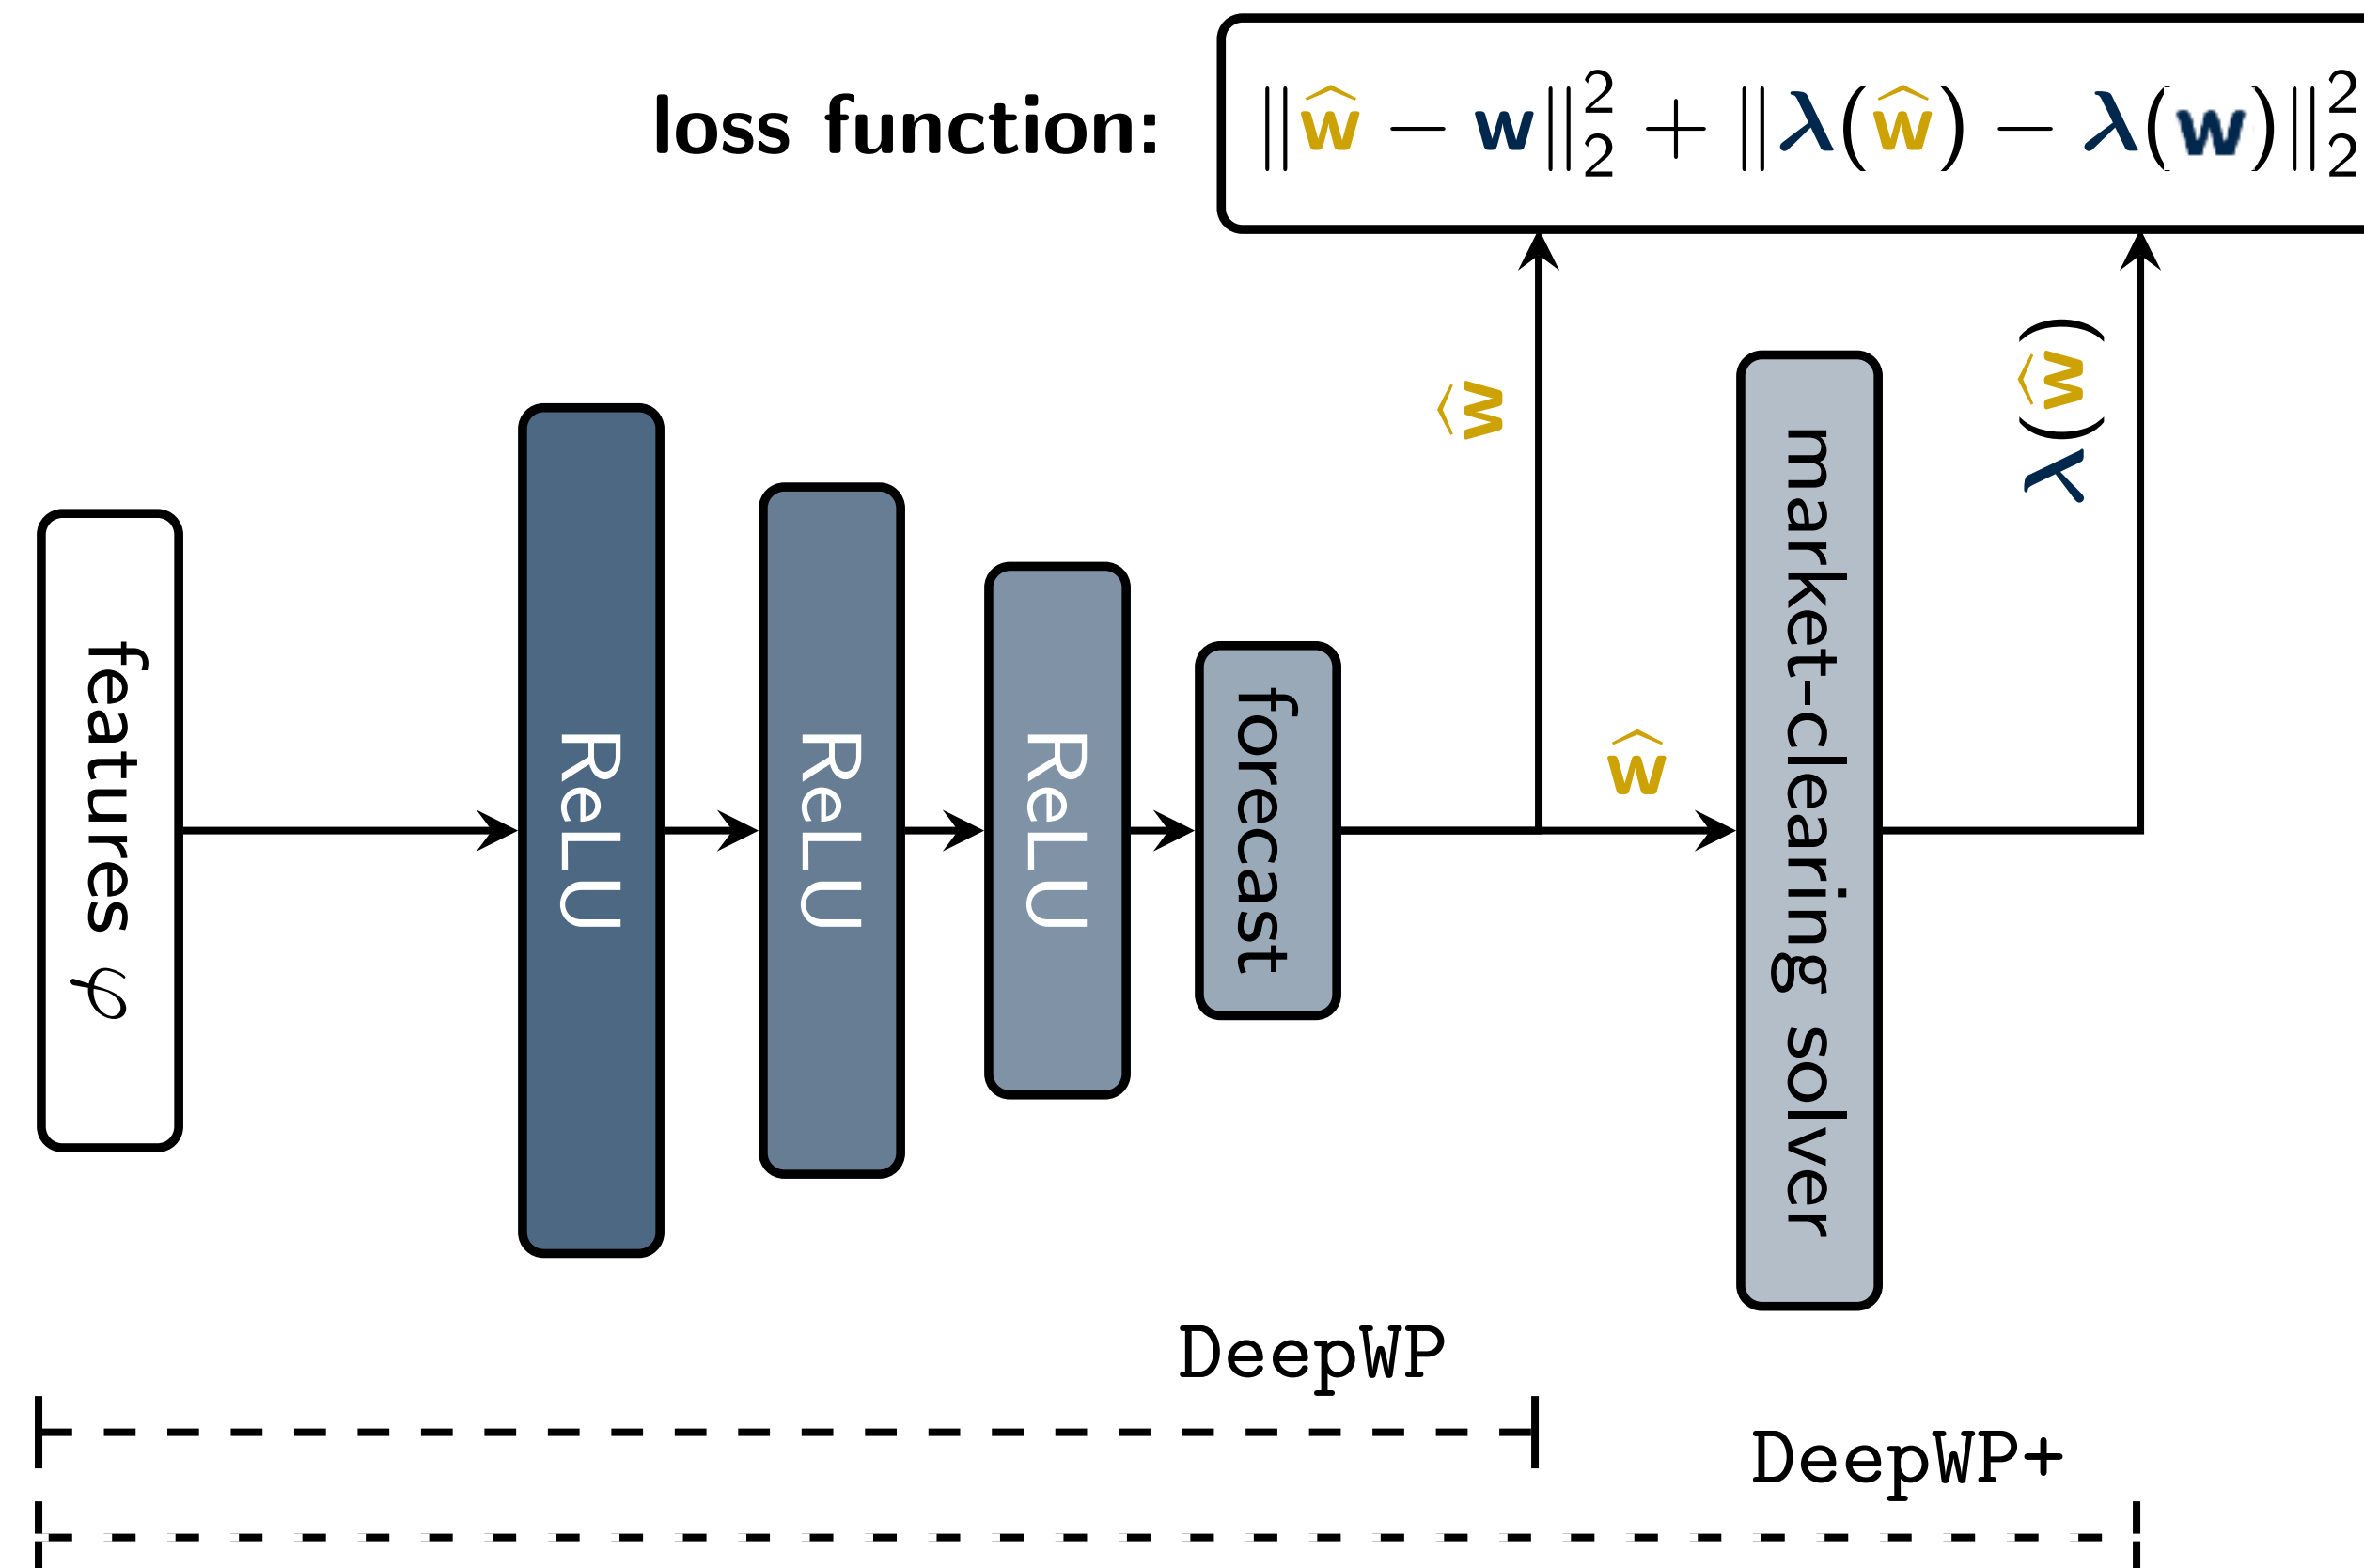 loss function: ‖ŵ − w‖₂² + ‖λ(ŵ) − λ(w)‖₂²
features φ
ReLU
ReLU
ReLU
forecast
ŵ
ŵ
market-clearing solver
λ(ŵ)
DeepWP
DeepWP+